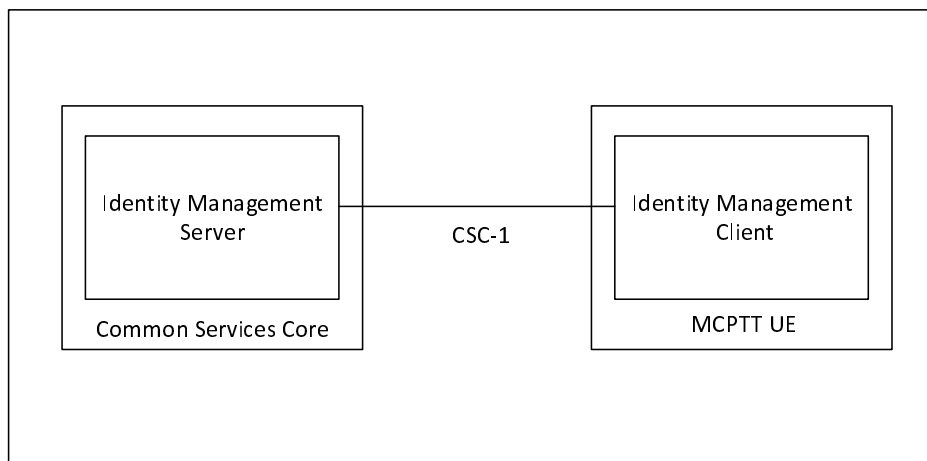 Identity Management
Server
Common Services Core
CSC-1
Identity Management
Client
MCPTT UE